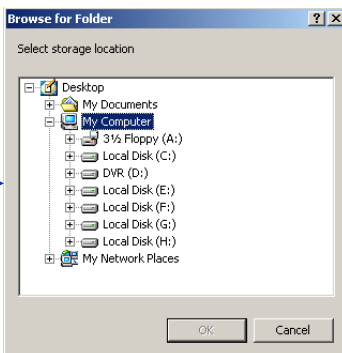 Browse for Folder
Select storage location
Desktop
My Documents
My Computer
3½ Floppy (A:)
Local Disk (C:)
DVR (D:)
Local Disk (E:)
Local Disk (F:)
Local Disk (G:)
Local Disk (H:)
My Network Places
OK Cancel